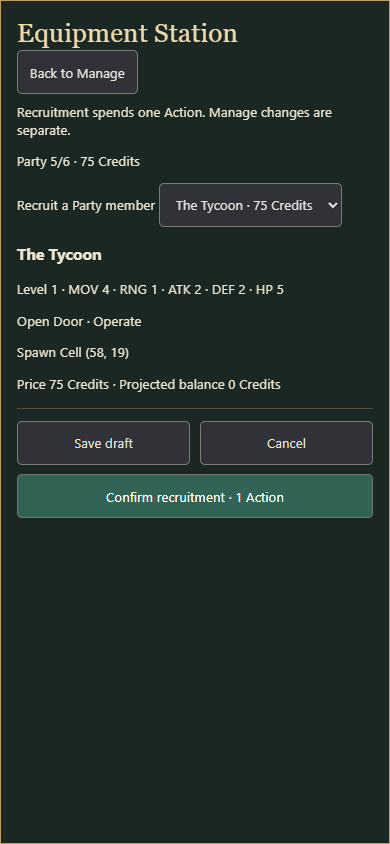 Equipment Station
Back to Manage
Recruitment spends one Action. Manage changes are
separate.
Party 5/6 · 75 Credits
Recruit a Party member The Tycoon · 75 Credits
The Tycoon
Level 1 · MOV 4 · RNG 1 · ATK 2 · DEF 2 · HP 5
Open Door · Operate
Spawn Cell (58, 19)
Price 75 Credits · Projected balance 0 Credits
Save draft Cancel
Confirm recruitment · 1 Action